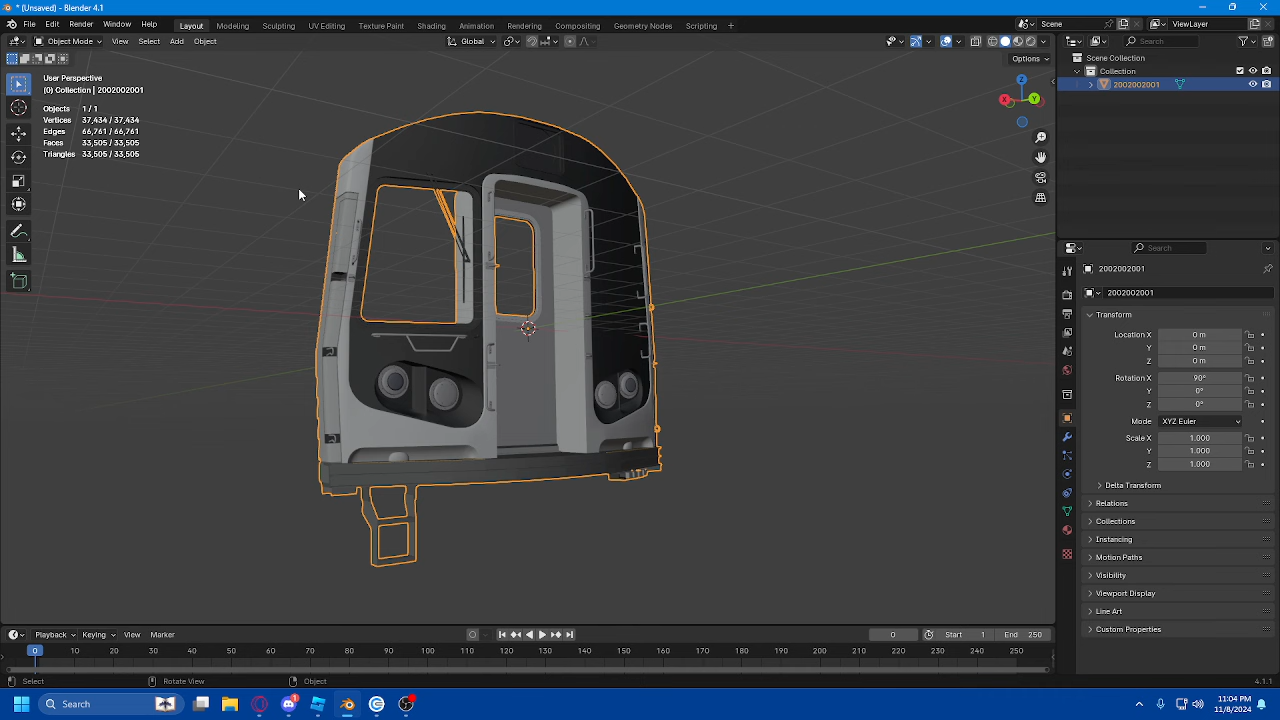 * (Unsaved) - Blender 4.1
File Edit Render Window Help
Layout Modeling Sculpting UV Editing Texture Paint Shading Animation Rendering Compositing Geometry Nodes Scripting +
Scene
ViewLayer
Object Mode View Select Add Object
Global
Search
Options
User Perspective
(0) Collection | 2002002001
Objects 1 / 1
Vertices 37,434 / 37,434
Edges 66,761 / 66,761
Faces 33,505 / 33,505
Triangles 33,505 / 33,505
Z
X
Y
Scene Collection
Collection
2002002001
Search
2002002001
2002002001
Transform
Location X 0 m
Y 0 m
Z 0 m
Rotation X 90°
Y 0°
Z 0°
Mode XYZ Euler
Scale X 1.000
Y 1.000
Z 1.000
Delta Transform
Relations
Collections
Instancing
Motion Paths
Visibility
Viewport Display
Line Art
Custom Properties
Playback Keying View Marker
0
Start 1
End 250
0 10 20 30 40 50 60 70 80 90 100 110 120 130 140 150 160 170 180 190 200 210 220 230 240 250
Select
Rotate View
Object
4.1.1
Search
1
11:04 PM
11/8/2024